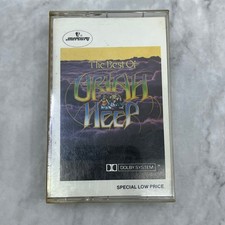 mercury
The Best Of
URIAH
HEEP
DOLBY SYSTEM
SPECIAL LOW PRICE